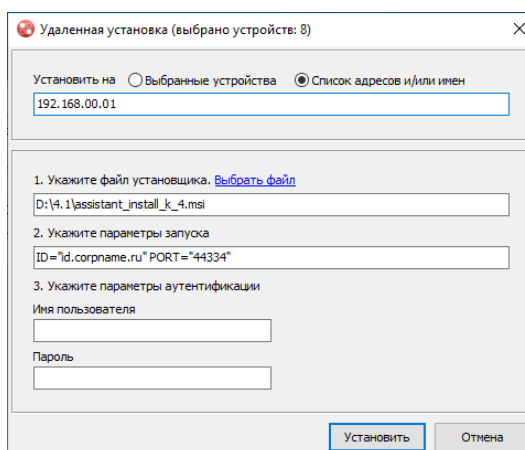 Удаленная установка (выбрано устройств: 8)
Установить на Выбранные устройства Список адресов и/или имен
192.168.00.01
1. Укажите файл установщика. Выбрать файл
D:\4.1\assistant_install_k_4.msi
2. Укажите параметры запуска
ID="id.corpname.ru" PORT="44334"
3. Укажите параметры аутентификации
Имя пользователя
Пароль
Установить Отмена